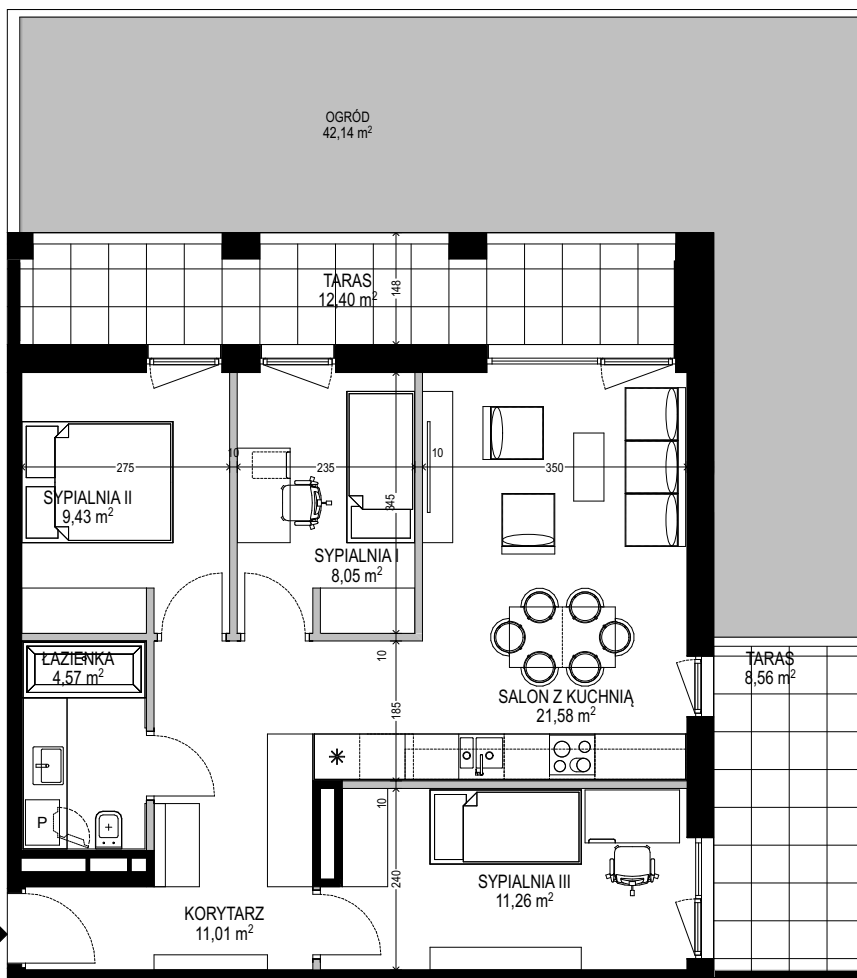 OGRÓD
42,14 m²
TARAS
12,40 m²
148
10
10
275
235
350
SYPIALNIA II
9,43 m²
345
SYPIALNIA I
8,05 m²
ŁAZIENKA
4,57 m²
10
TARAS
8,56 m²
SALON Z KUCHNIĄ
21,58 m²
185
10
P
240
SYPIALNIA III
11,26 m²
KORYTARZ
11,01 m²